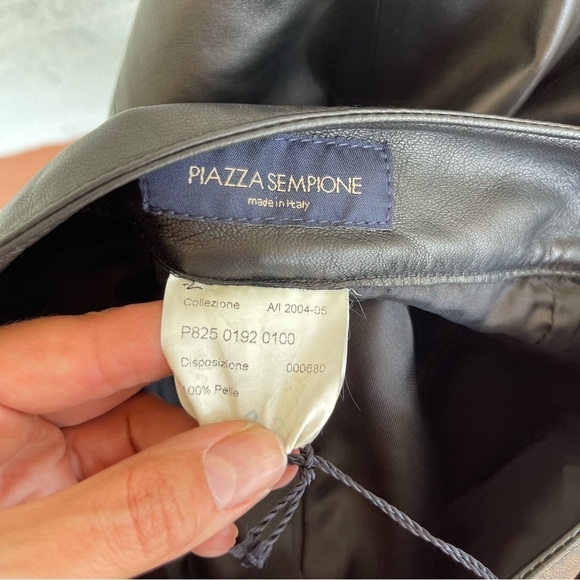 PIAZZA SEMPIONE
made in Italy
Collezione A/I 2004-05
P825 0192 0100
Disposizione 000680
100% Pelle